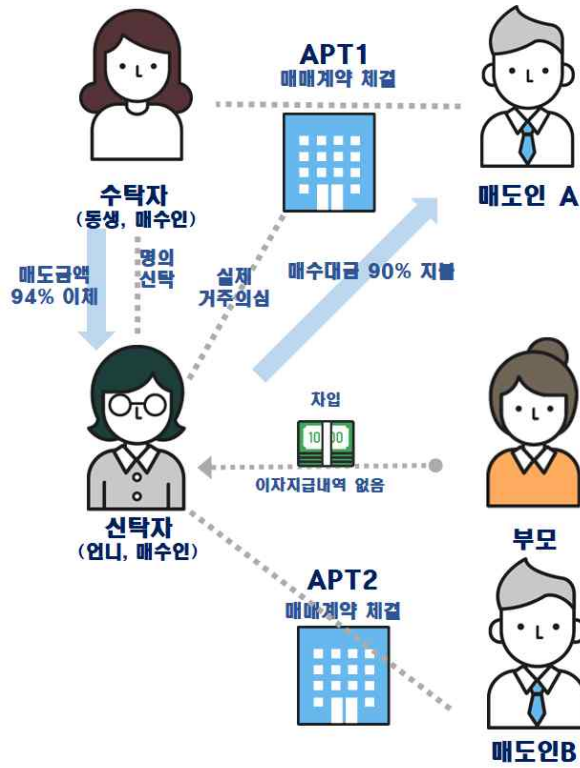 APT1
매매계약 체결
수탁자
(동생, 매수인)
매도인 A
매도금액
94% 이체
명의
신탁
실제
거주의심
매수대금 90% 지불
차입
10 00
이자지급내역 없음
신탁자
(언니, 매수인)
부모
APT2
매매계약 체결
매도인B